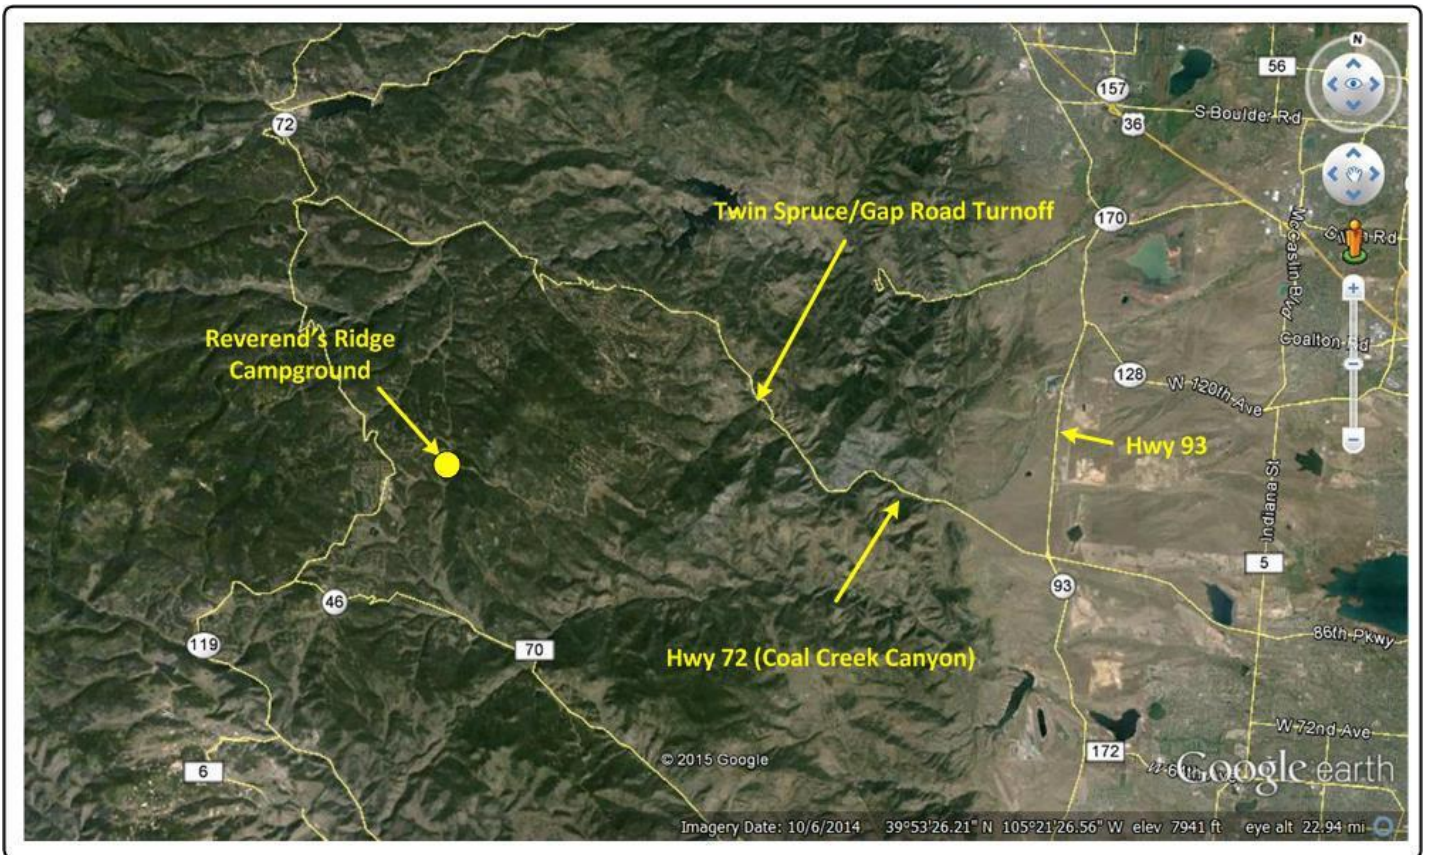 N
56
157
S Boulder Rd
36
72
Twin Spruce/Gap Road Turnoff
170
McCaslin Blvd
Reverend's Ridge
Campground
Coalton Rd
128
W 120th Ave
Hwy 93
Indiana St
5
93
46
86th Pkwy
119
70
Hwy 72 (Coal Creek Canyon)
W 72nd Ave
172
6
© 2015 Google
Google earth
Imagery Date: 10/6/2014 39°53'26.21" N 105°21'26.56" W elev 7941 ft eye alt 22.94 mi